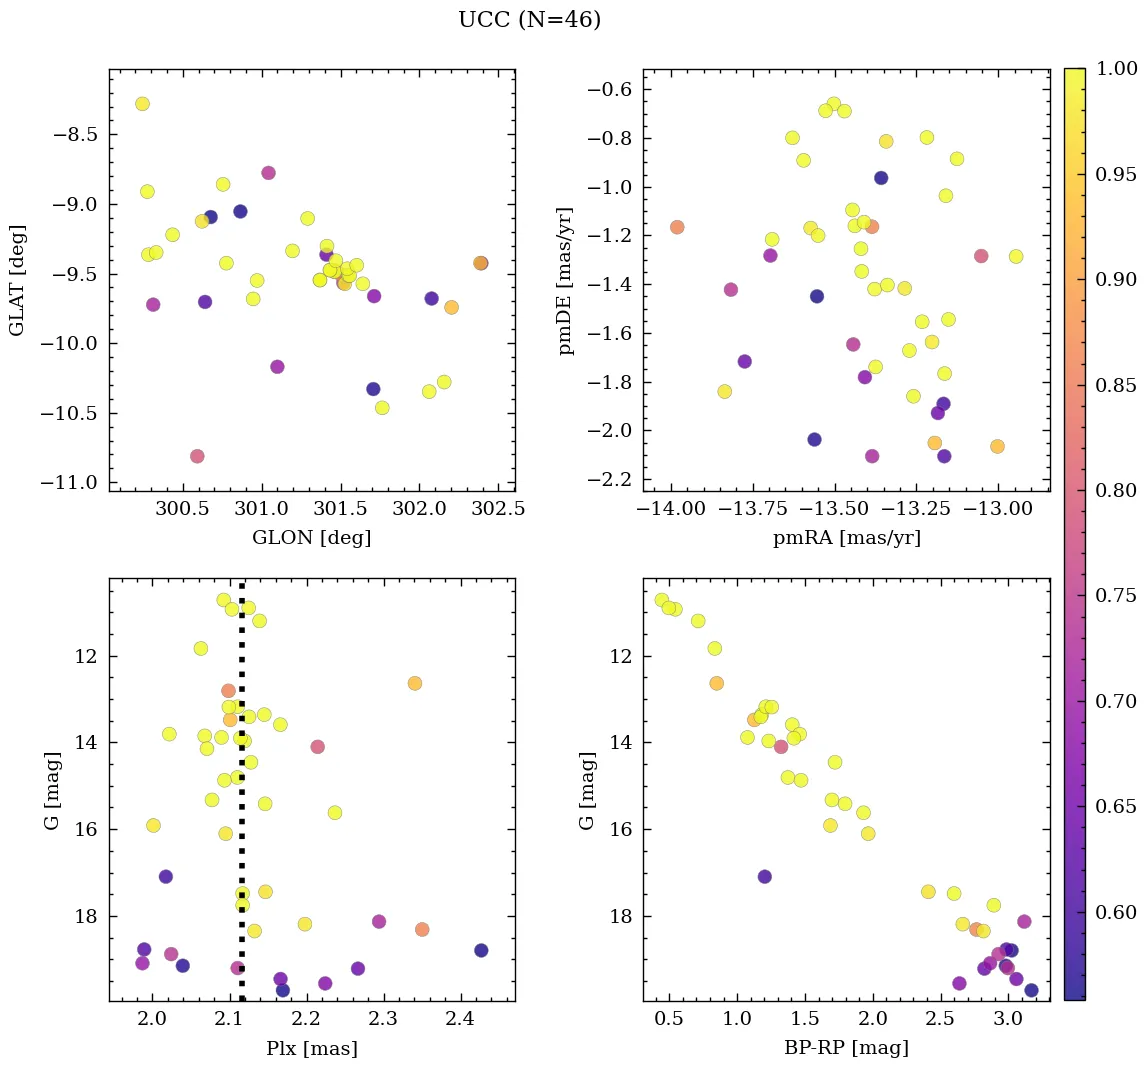 UCC (N=46)
−8.5
−9.0
−9.5
−10.0
−10.5
−11.0
GLAT [deg]
300.5 301.0 301.5 302.0 302.5
GLON [deg]
−0.6
−0.8
−1.0
−1.2
−1.4
−1.6
−1.8
−2.0
−2.2
pmDE [mas/yr]
−14.00 −13.75 −13.50 −13.25 −13.00
pmRA [mas/yr]
12
14
16
18
G [mag]
2.0 2.1 2.2 2.3 2.4
Plx [mas]
12
14
16
18
G [mag]
0.5 1.0 1.5 2.0 2.5 3.0
BP-RP [mag]
1.00
0.95
0.90
0.85
0.80
0.75
0.70
0.65
0.60